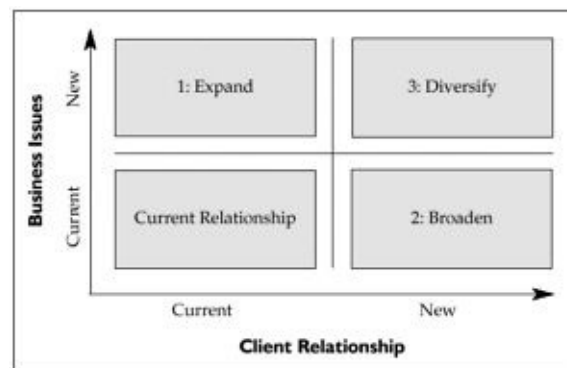 Business Issues
New
Current
1: Expand
3: Diversify
Current Relationship
2: Broaden
Current
New
Client Relationship